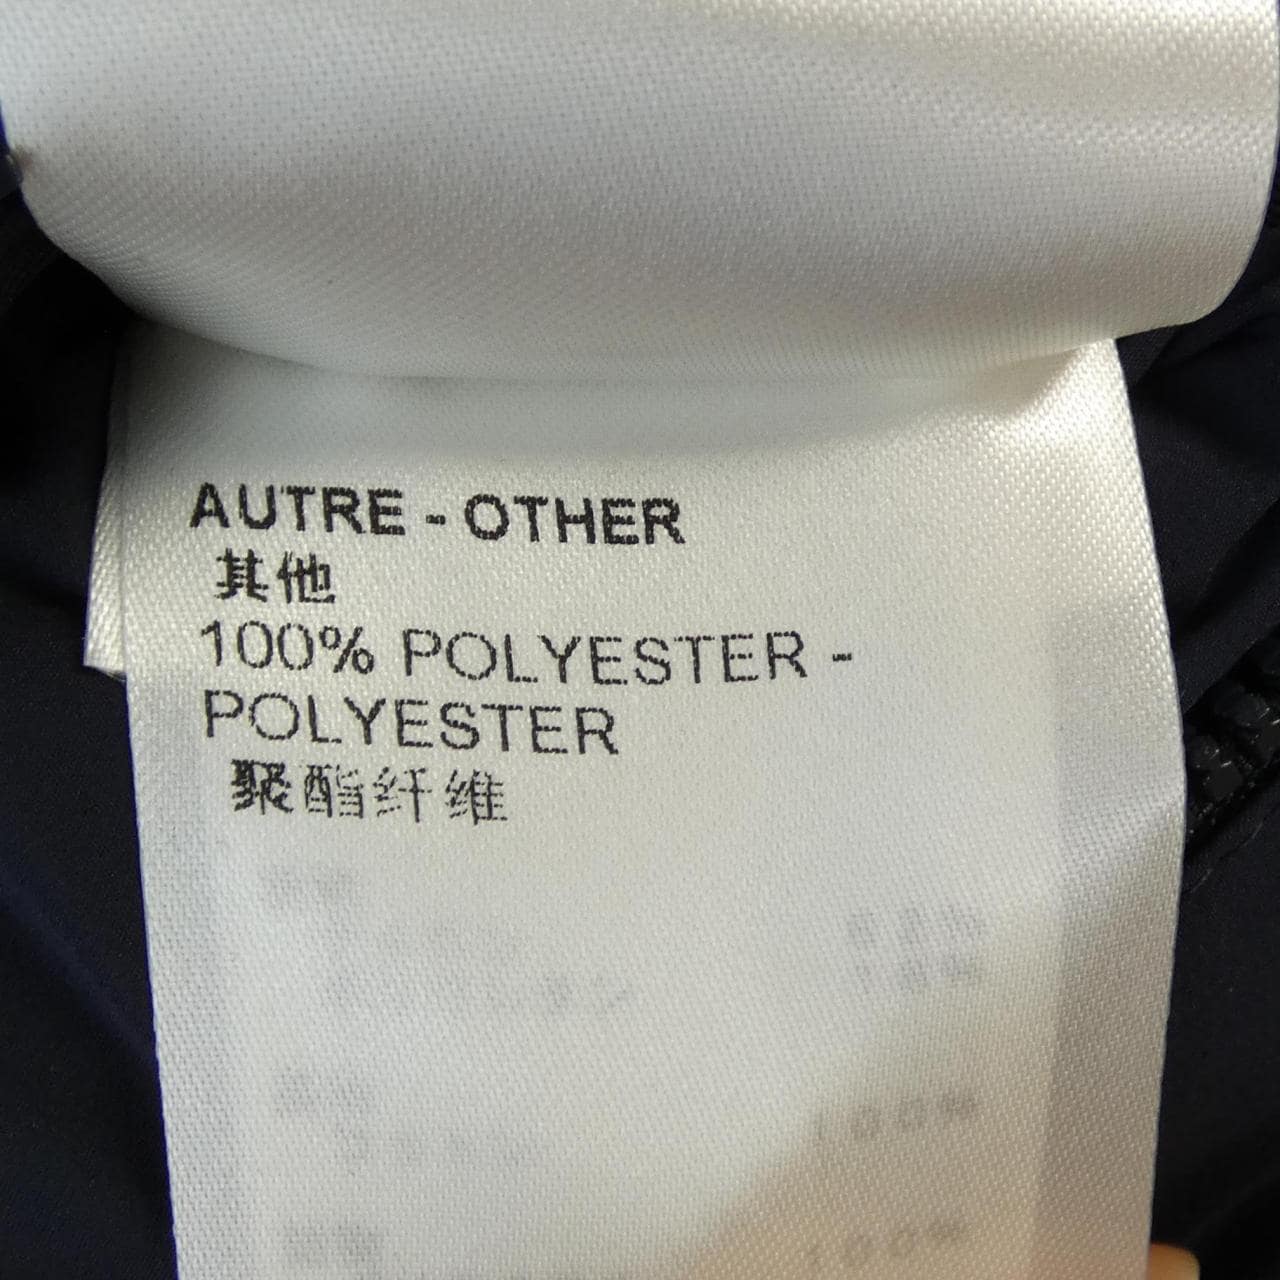 AUTRE - OTHER
其他
100% POLYESTER -
POLYESTER
聚酯纤维